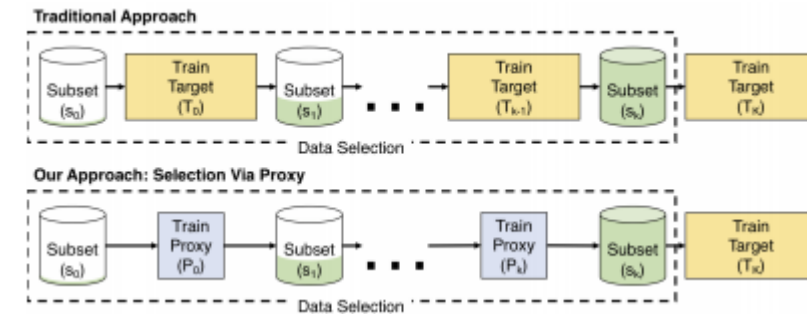 Traditional Approach
Subset
(s₀)
Train
Target
(T₀)
Subset
(s₁)
Train
Target
(Tₖ₋₁)
Subset
(sₖ)
Train
Target
(Tₖ)
Data Selection
Our Approach: Selection Via Proxy
Subset
(s₀)
Train
Proxy
(P₀)
Subset
(s₁)
Train
Proxy
(Pₖ)
Subset
(sₖ)
Train
Target
(Tₖ)
Data Selection